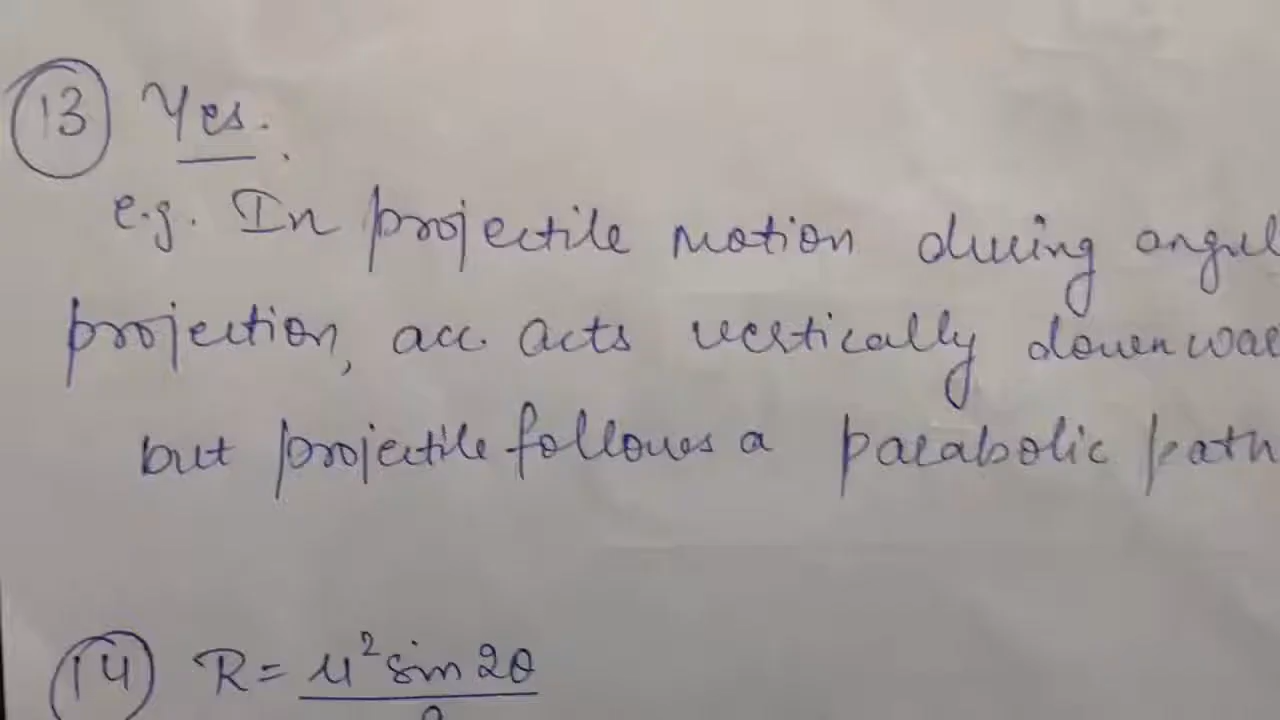 13 Yes.
e.g. In projectile motion during angul
projection, acc. acts vertically downwar
but projectile follows a parabolic path
14 R = u² sin 2θ